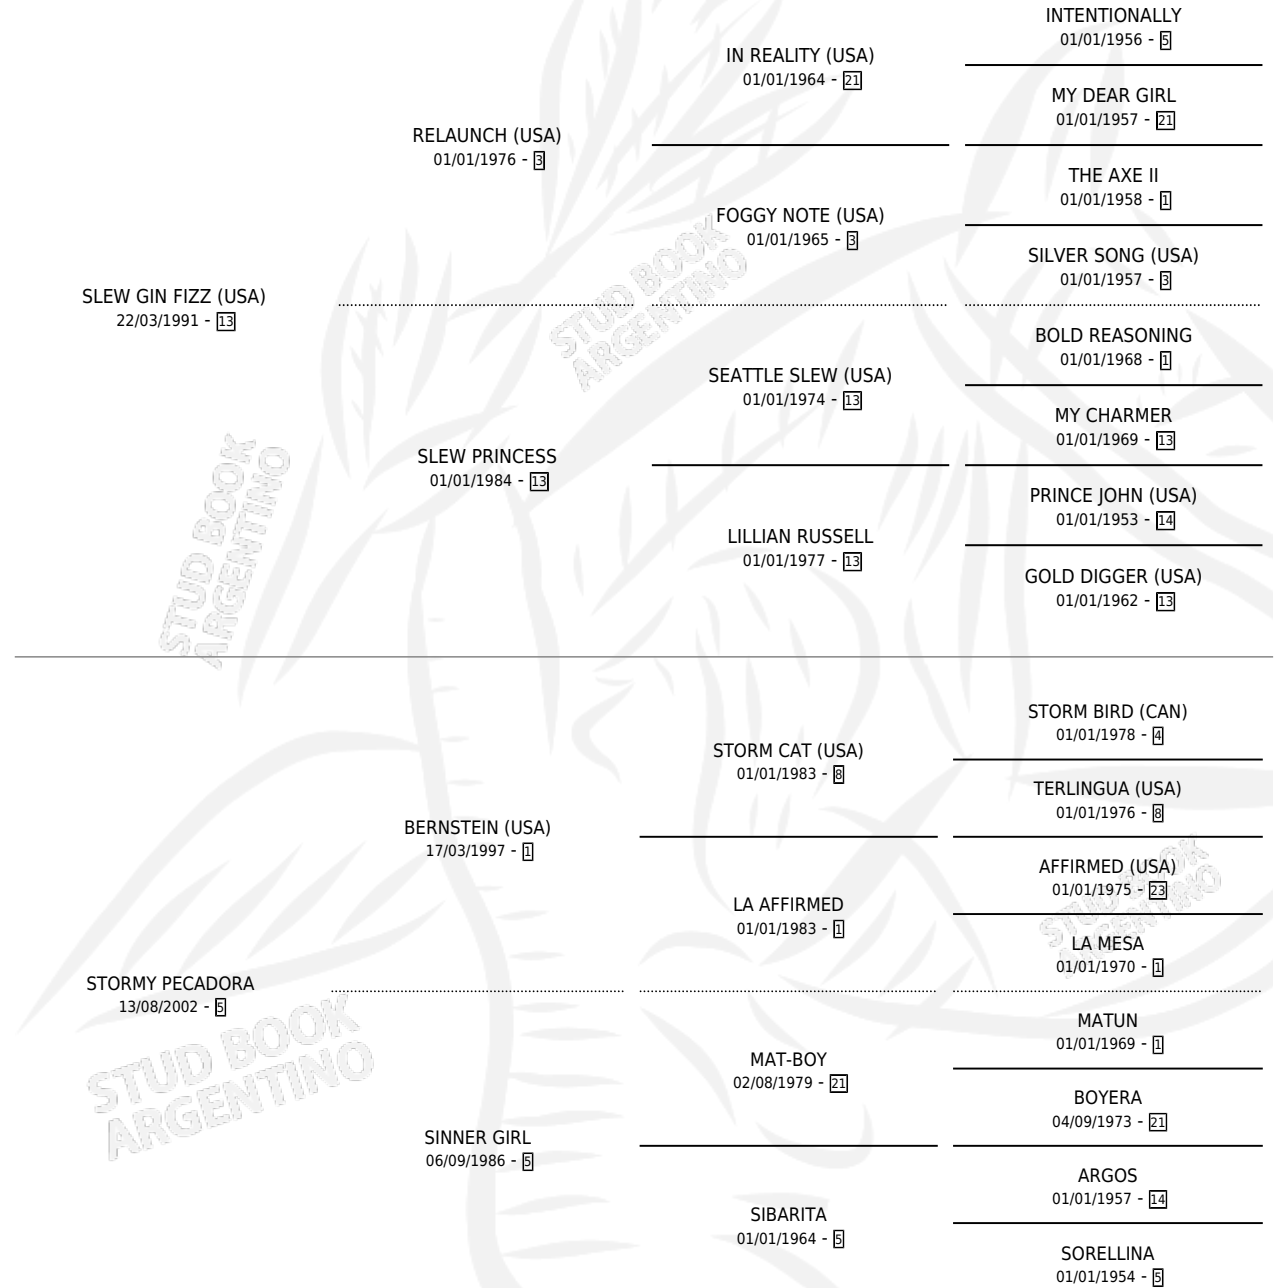 INTENTIONALLY
01/01/1956 - 5
IN REALITY (USA)
01/01/1964 - 21
MY DEAR GIRL
01/01/1957 - 21
RELAUNCH (USA)
01/01/1976 - 3
THE AXE II
01/01/1958 - 1
FOGGY NOTE (USA)
01/01/1965 - 3
SILVER SONG (USA)
01/01/1957 - 3
SLEW GIN FIZZ (USA)
22/03/1991 - 13
BOLD REASONING
01/01/1968 - 1
SEATTLE SLEW (USA)
01/01/1974 - 13
MY CHARMER
01/01/1969 - 13
SLEW PRINCESS
01/01/1984 - 13
PRINCE JOHN (USA)
01/01/1953 - 14
LILLIAN RUSSELL
01/01/1977 - 13
GOLD DIGGER (USA)
01/01/1962 - 13
STORM BIRD (CAN)
01/01/1978 - 4
STORM CAT (USA)
01/01/1983 - 8
TERLINGUA (USA)
01/01/1976 - 8
BERNSTEIN (USA)
17/03/1997 - 1
AFFIRMED (USA)
01/01/1975 - 23
LA AFFIRMED
01/01/1983 - 1
LA MESA
01/01/1970 - 1
STORMY PECADORA
13/08/2002 - 5
MATUN
01/01/1969 - 1
MAT-BOY
02/08/1979 - 21
BOYERA
04/09/1973 - 21
SINNER GIRL
06/09/1986 - 5
ARGOS
01/01/1957 - 14
SIBARITA
01/01/1964 - 5
SORELLINA
01/01/1954 - 5
STUD BOOK
ARGENTINO
STUD BOOK
ARGENTINO
STUD BOOK
ARGENTINO
STUD BOOK
ARGENTINO